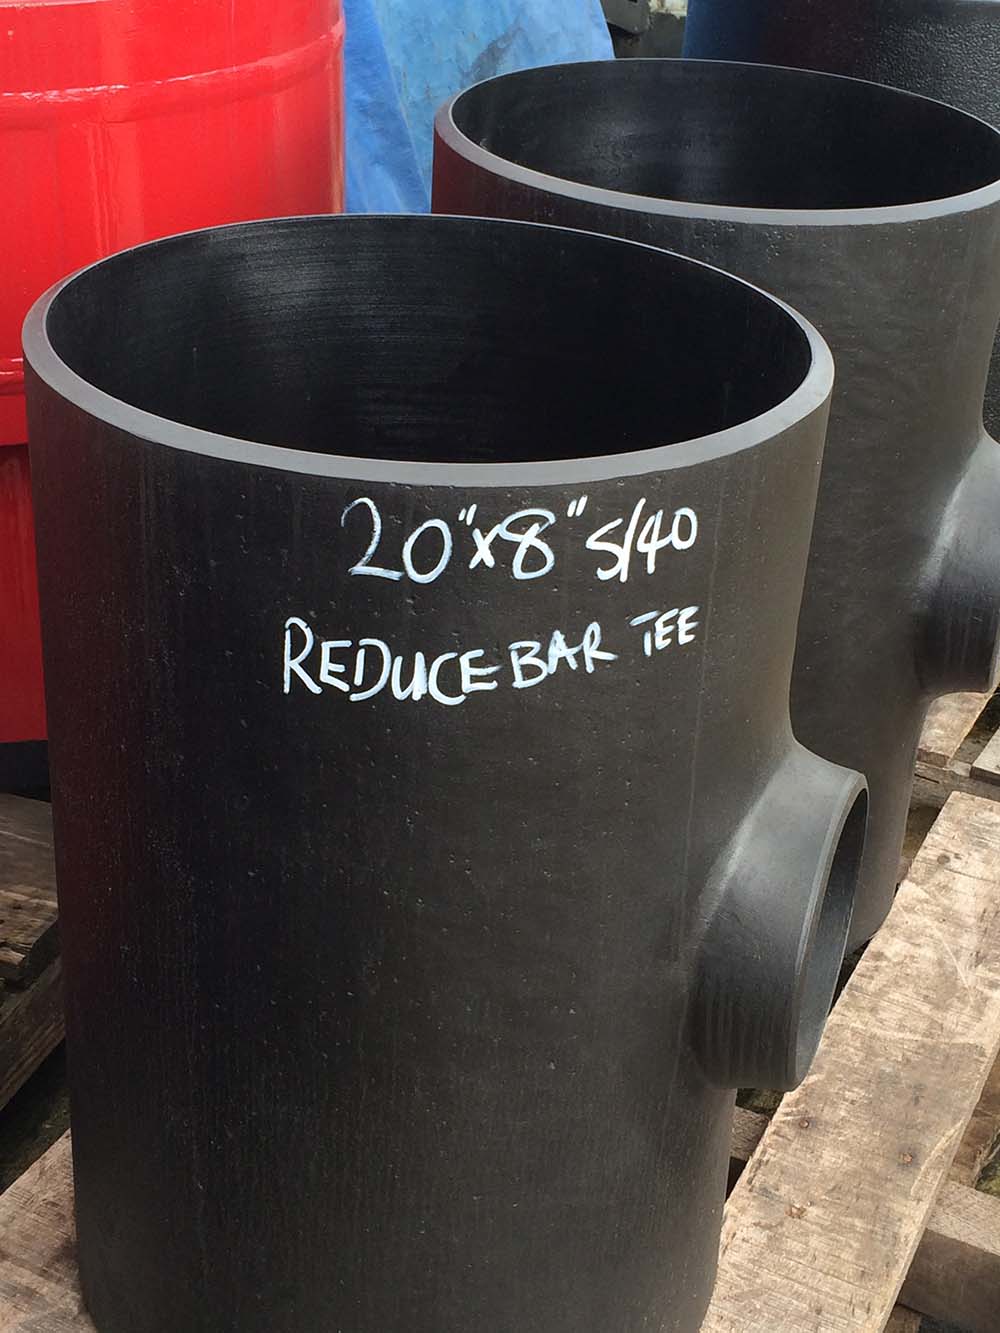 20"x8" S/40
REDUCE BAR TEE